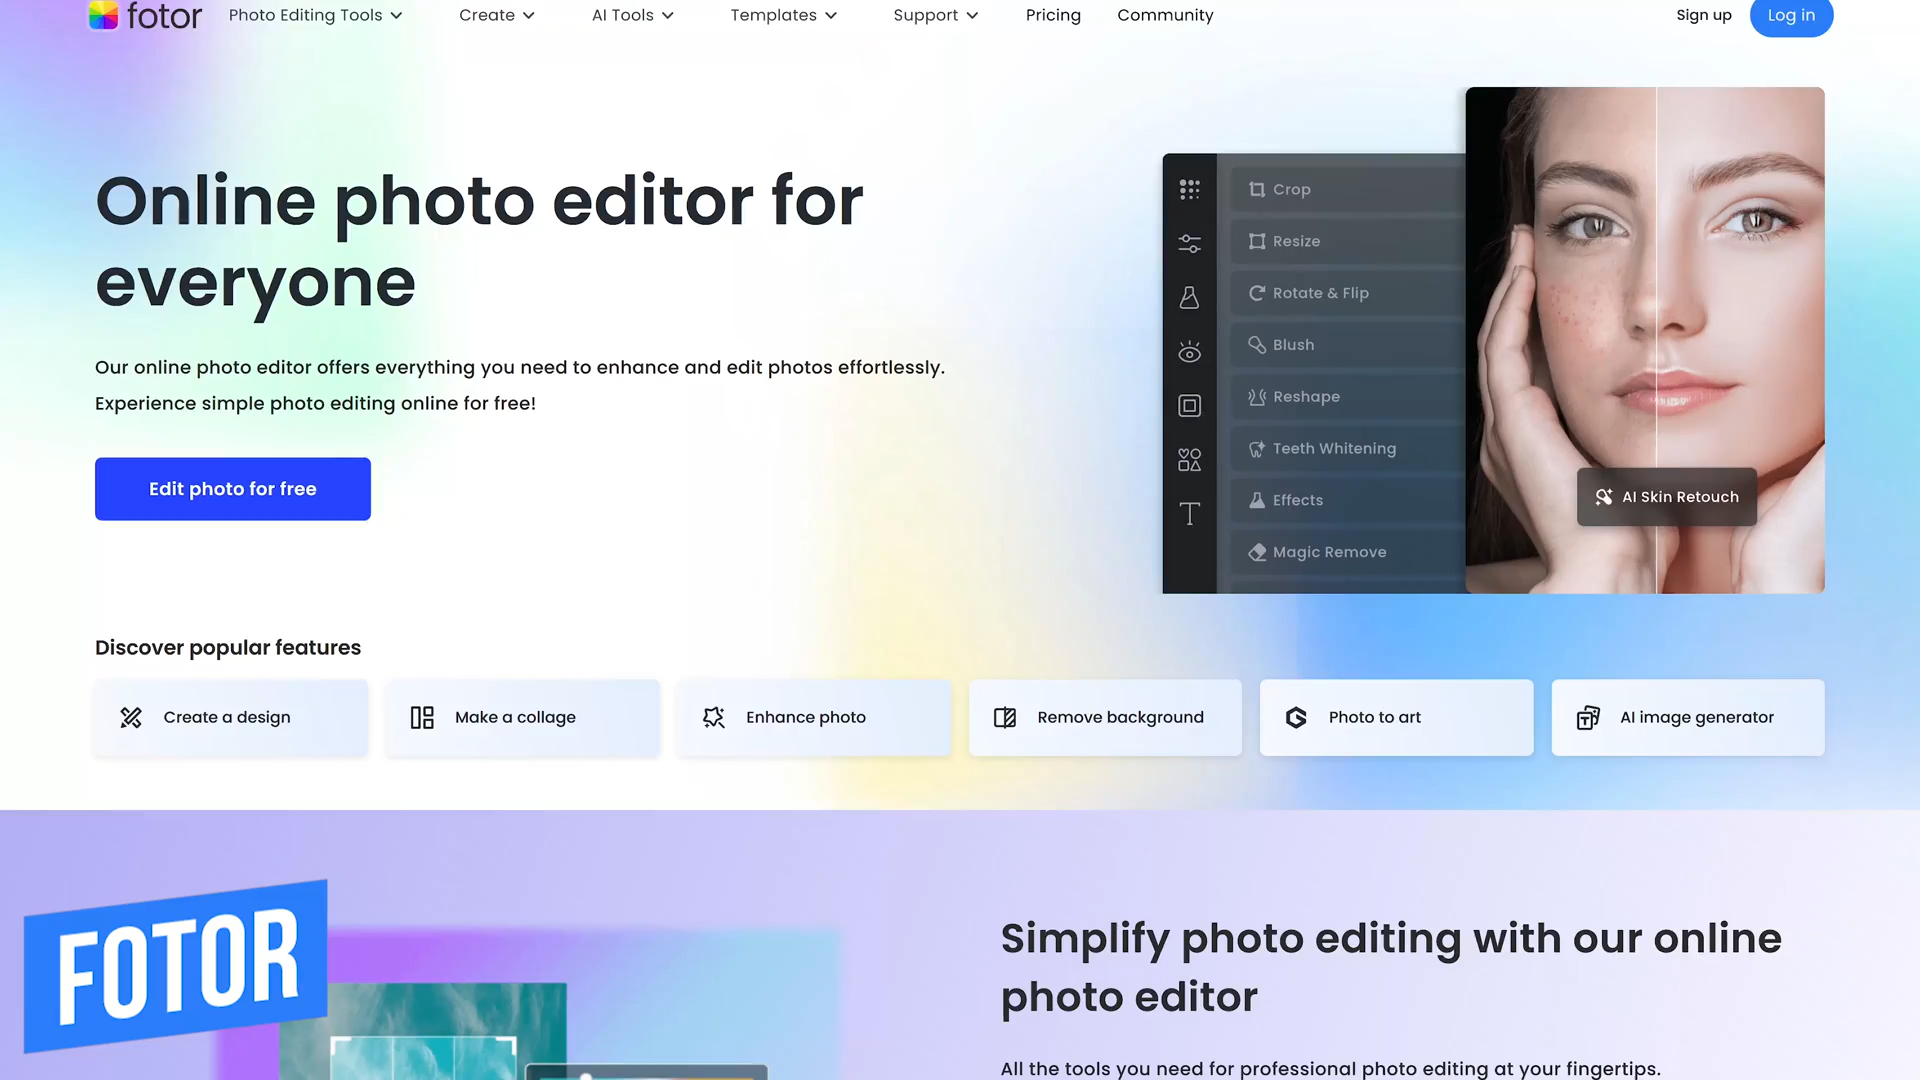 fotor
Photo Editing Tools
Create
AI Tools
Templates
Support
Pricing
Community
Sign up
Log in
Online photo editor for
everyone
Our online photo editor offers everything you need to enhance and edit photos effortlessly.
Experience simple photo editing online for free!
Edit photo for free
Crop
Resize
Rotate & Flip
Blush
Reshape
Teeth Whitening
Effects
Magic Remove
AI Skin Retouch
Discover popular features
Create a design
Make a collage
Enhance photo
Remove background
Photo to art
AI image generator
FOTOR
Simplify photo editing with our online
photo editor
All the tools you need for professional photo editing at your fingertips.